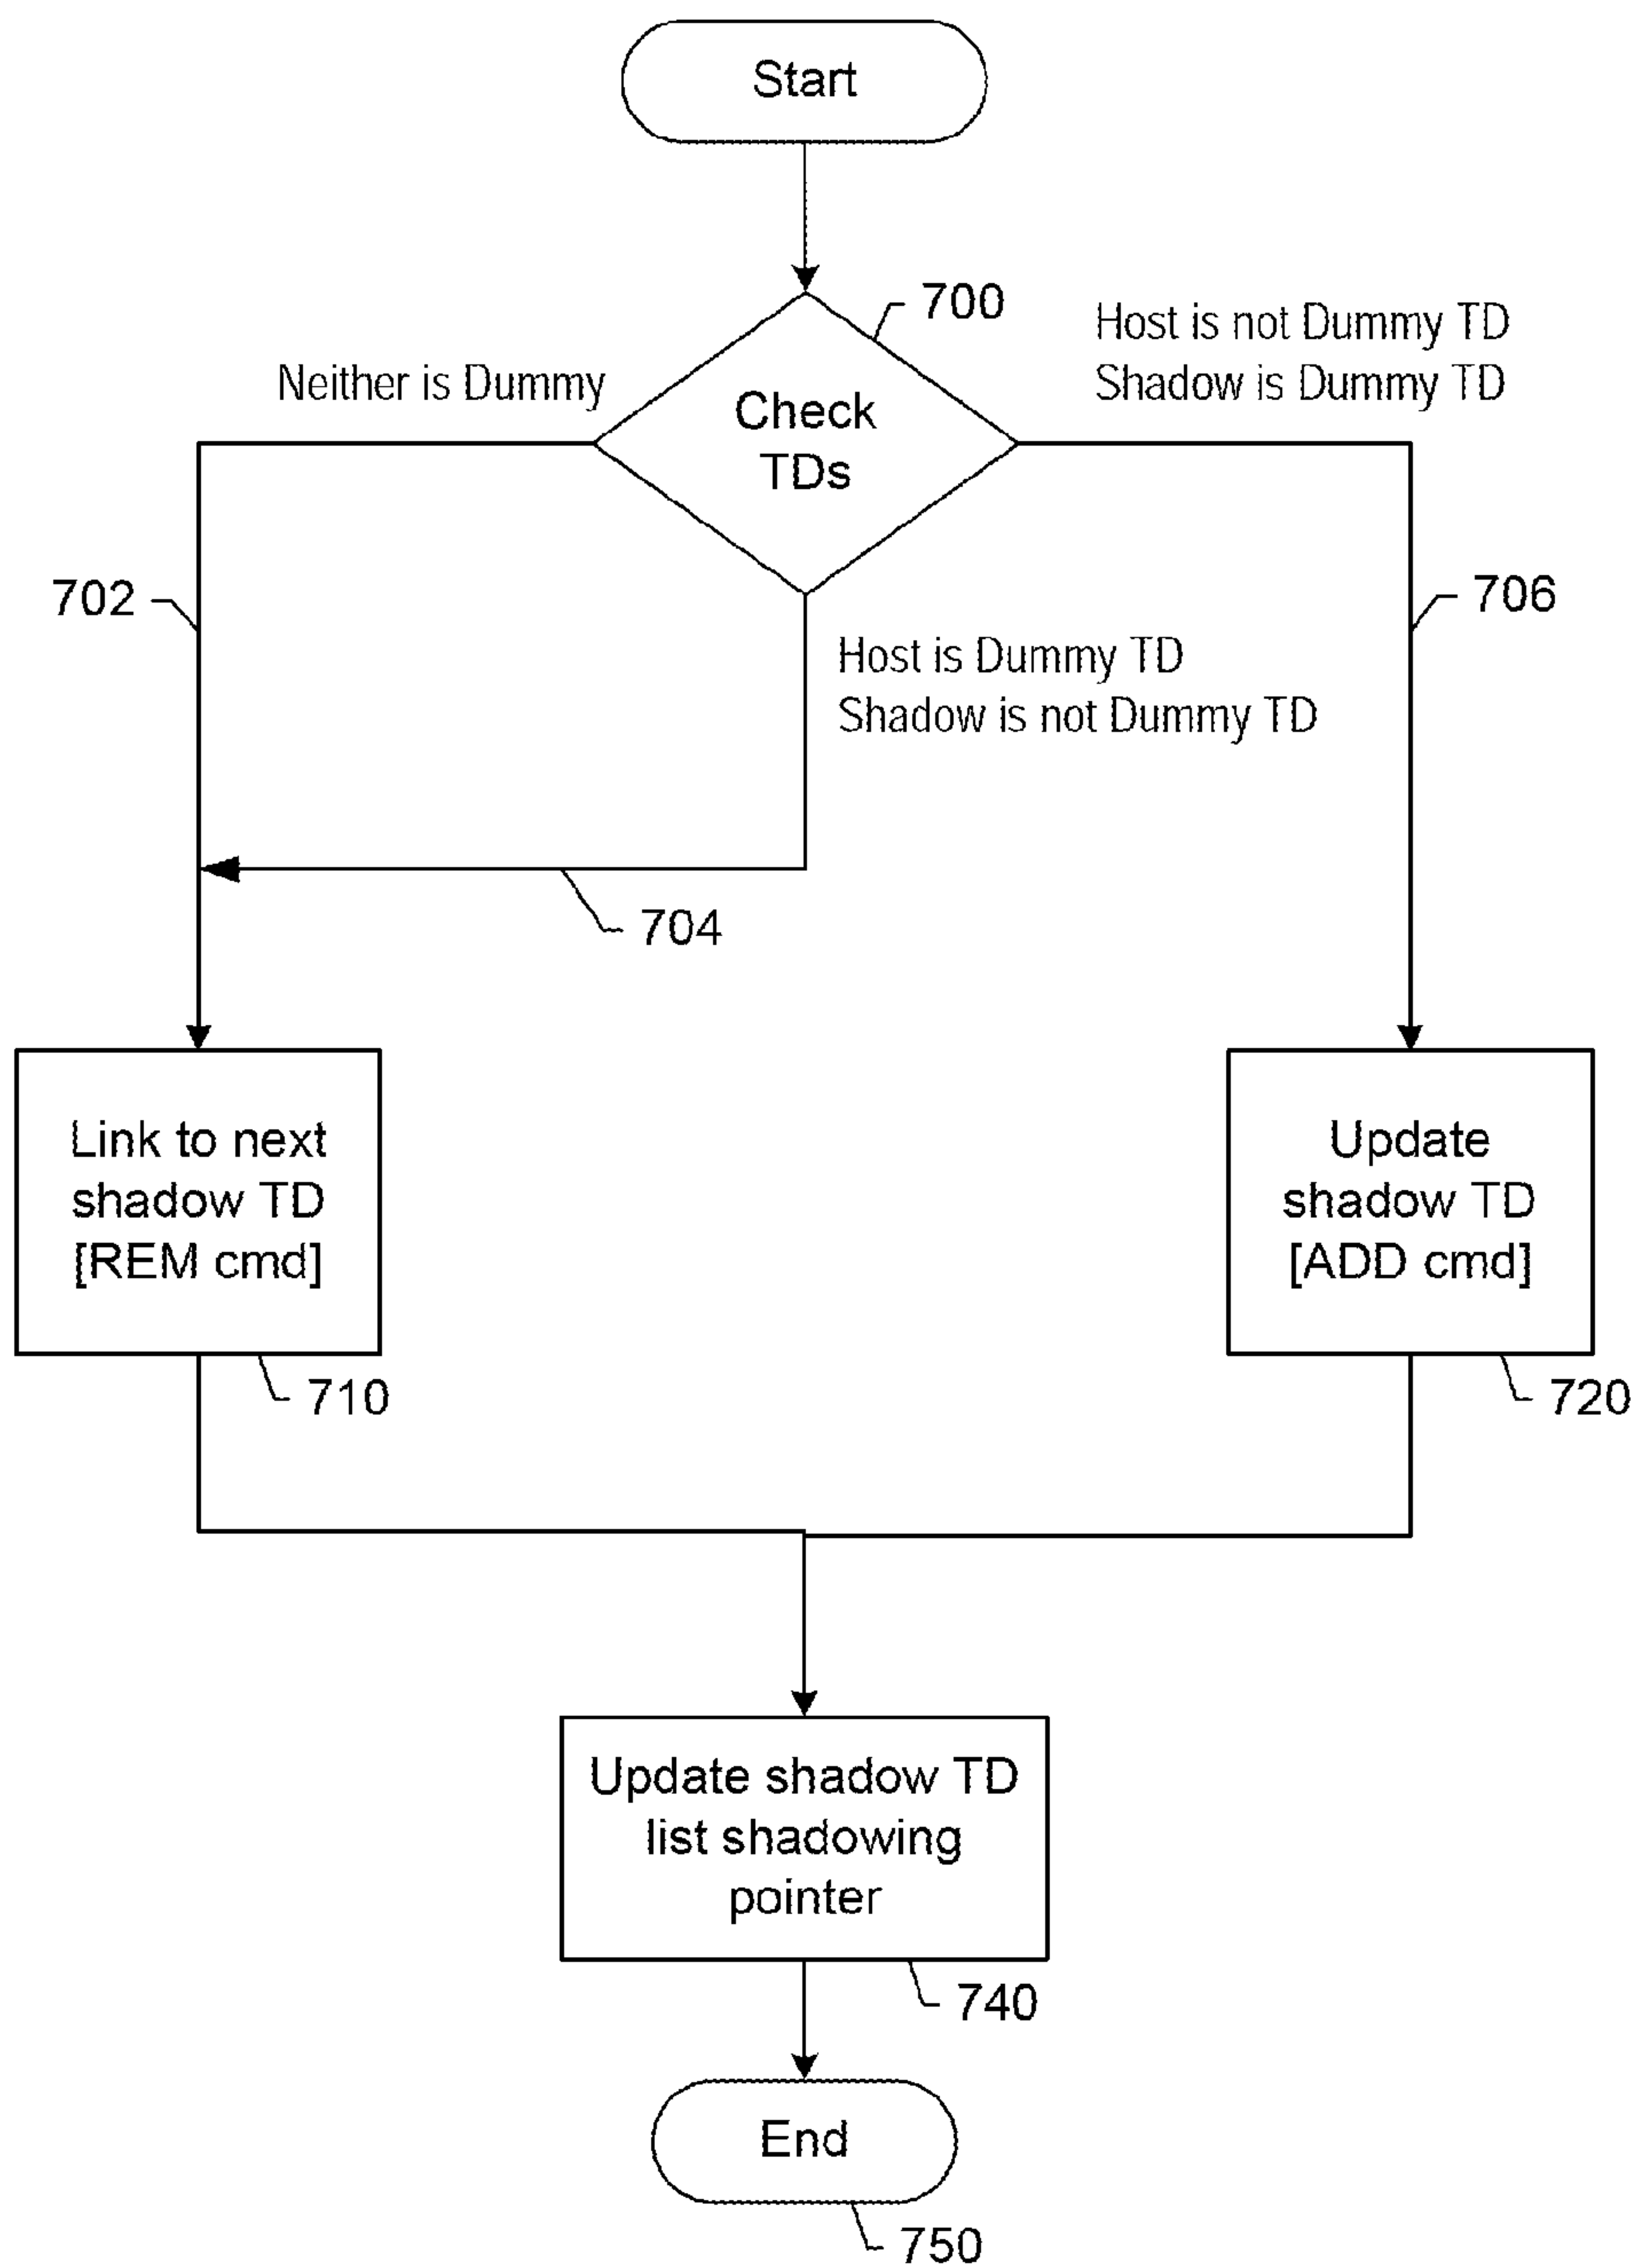 Start
700
Host is not Dummy TD
Shadow is Dummy TD
Neither is Dummy
Check
TDs
702
706
Host is Dummy TD
Shadow is not Dummy TD
704
Link to next
shadow TD
[REM cmd]
Update
shadow TD
[ADD cmd]
710
720
Update shadow TD
list shadowing
pointer
740
End
750